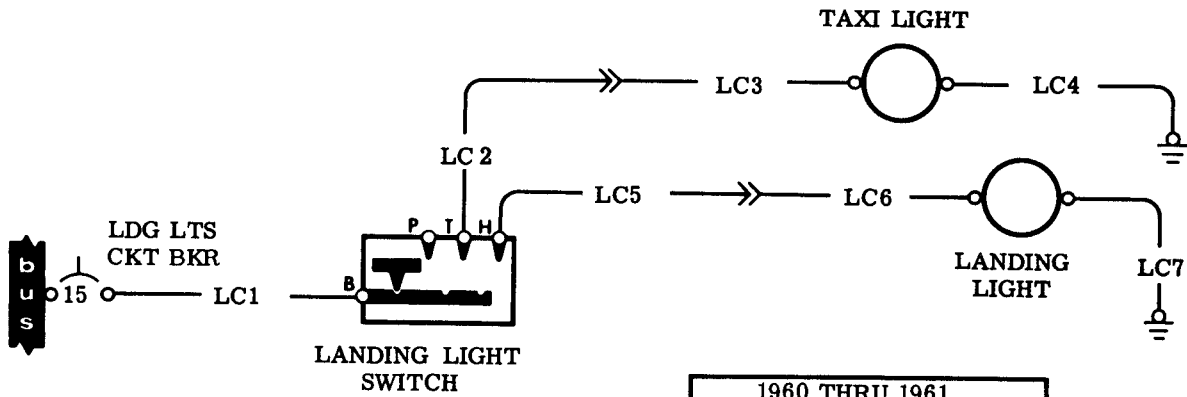 TAXI LIGHT
LC3
LC4
LC 2
LC5
LC6
P T H
LDG LTS
CKT BKR
bus
15
LC1
B
LANDING LIGHT
SWITCH
LANDING
LIGHT
LC7
1960 THRU 1961